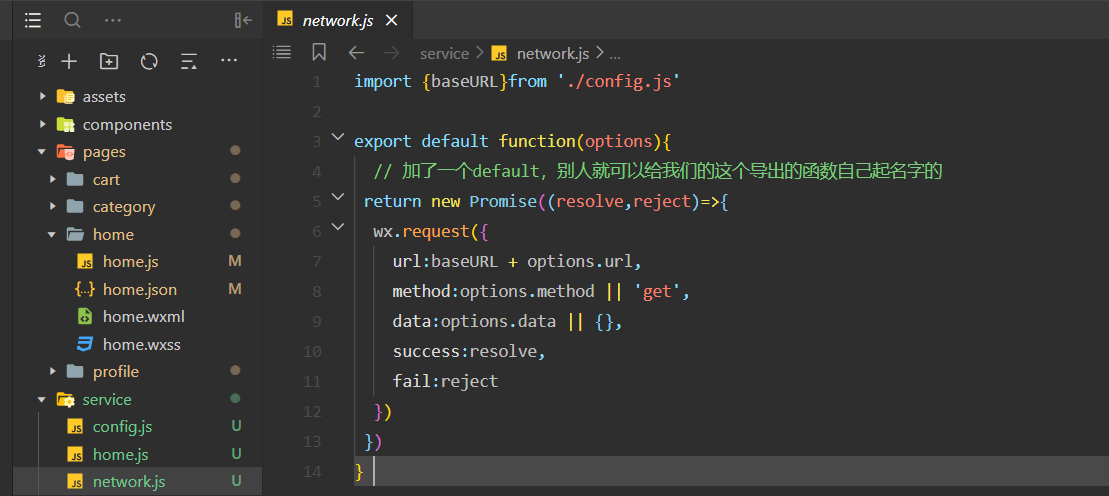 network.js
service > network.js > ...
assets
components
pages
cart
category
home
home.js M
home.json M
home.wxml
home.wxss
profile
service
config.js U
home.js U
network.js U
1 import {baseURL}from './config.js'
2
3 export default function(options){
4 // 加了一个default，别人就可以给我们的这个导出的函数自己起名字的
5 return new Promise((resolve,reject)=>{
6 wx.request({
7 url:baseURL + options.url,
8 method:options.method || 'get',
9 data:options.data || {},
10 success:resolve,
11 fail:reject
12 })
13 })
14 }